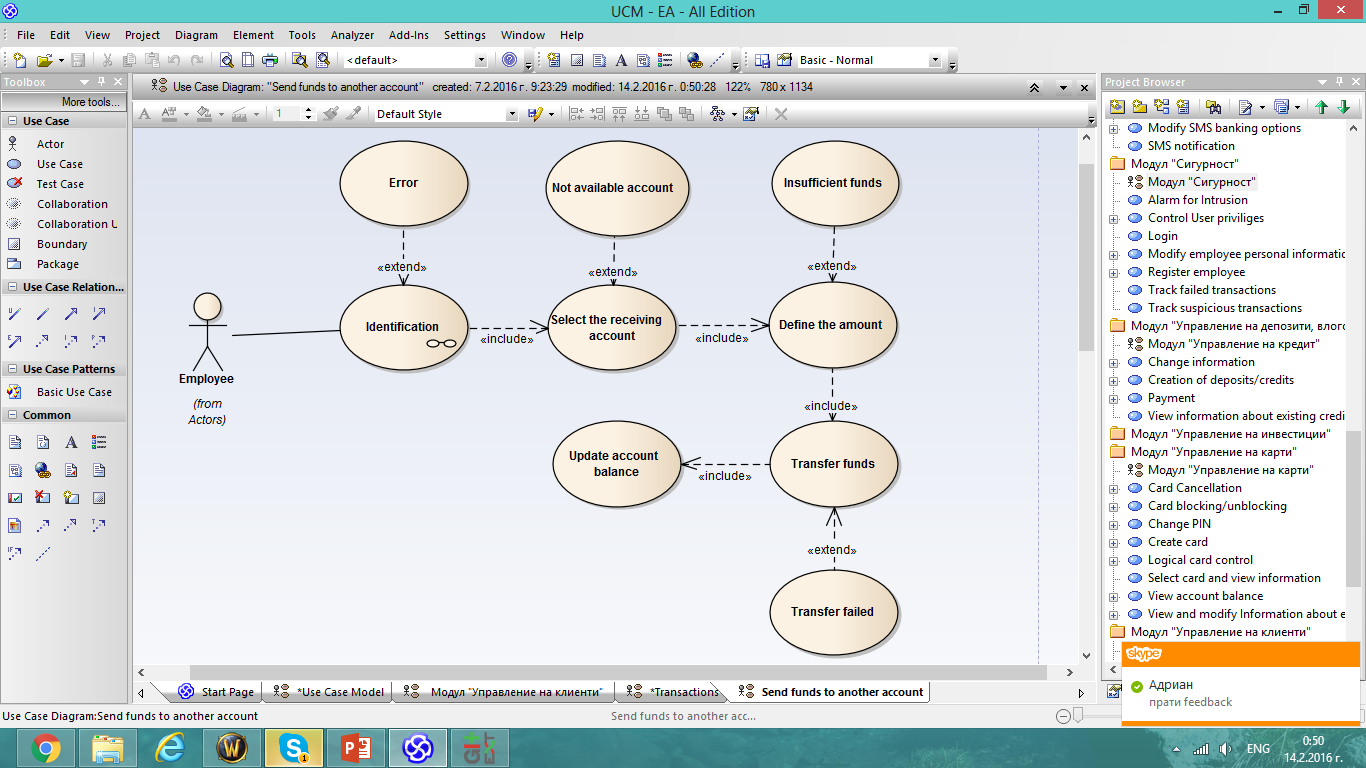 UCM - EA - All Edition
File Edit View Project Diagram Element Tools Analyzer Add-Ins Settings Window Help
<default>
Basic - Normal
Toolbox
More tools...
Use Case
Actor
Use Case
Test Case
Collaboration
Collaboration U
Boundary
Package
Use Case Relation...
Use Case Patterns
Basic Use Case
Common
Use Case Diagram: "Send funds to another account" created: 7.2.2016 г. 9:23:29 modified: 14.2.2016 г. 0:50:28 122% 780 x 1134
1
Default Style
Error
Not available account
Insufficient funds
«extend»
«extend»
«extend»
Identification
Select the receiving
account
Define the amount
«include»
«include»
Employee
(from
Actors)
«include»
Update account
balance
Transfer funds
«include»
«extend»
Transfer failed
Project Browser
Modify SMS banking options
SMS notification
Модул "Сигурност"
Модул "Сигурност"
Alarm for Intrusion
Control User priviliges
Login
Modify employee personal informatic
Register employee
Track failed transactions
Track suspicious transactions
Модул "Управление на депозити, влого
Модул "Управление на кредит"
Change information
Creation of deposits/credits
Payment
View information about existing credi
Модул "Управление на инвестиции"
Модул "Управление на карти"
Модул "Управление на карти"
Card Cancellation
Card blocking/unblocking
Change PIN
Create card
Logical card control
Select card and view information
View account balance
View and modify Information about e
Модул "Управление на клиенти"
skype
Адриан
прати feedback
Start Page
*Use Case Model
Модул "Управление на клиенти"
*Transactions
Send funds to another account
Use Case Diagram:Send funds to another account
Send funds to another acc...
ENG
0:50
14.2.2016 г.